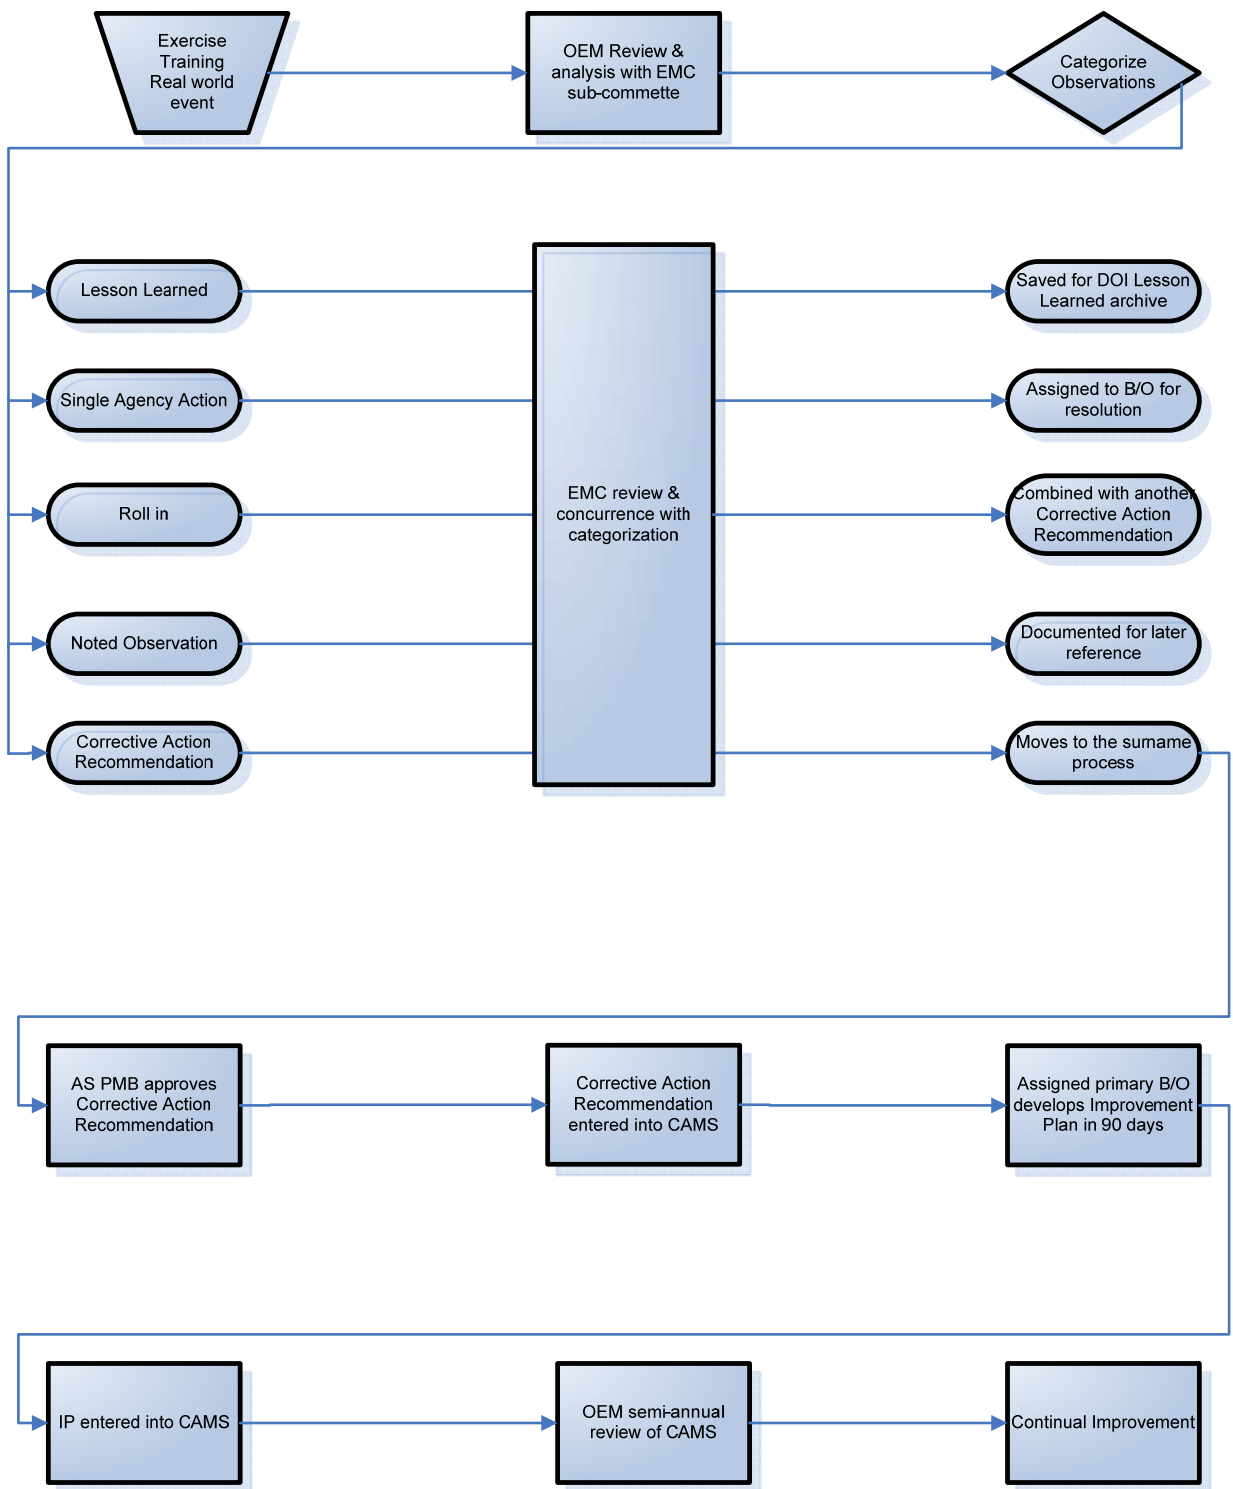 Exercise
Training
Real world
event
OEM Review &
analysis with EMC
sub-commette
Categorize
Observations
Lesson Learned
Saved for DOI Lesson
Learned archive
Single Agency Action
Assigned to B/O for
resolution
Roll in
EMC review &
concurrence with
categorization
Combined with another
Corrective Action
Recommendation
Noted Observation
Documented for later
reference
Corrective Action
Recommendation
Moves to the surname
process
AS PMB approves
Corrective Action
Recommendation
Corrective Action
Recommendation
entered into CAMS
Assigned primary B/O
develops Improvement
Plan in 90 days
IP entered into CAMS
OEM semi-annual
review of CAMS
Continual Improvement